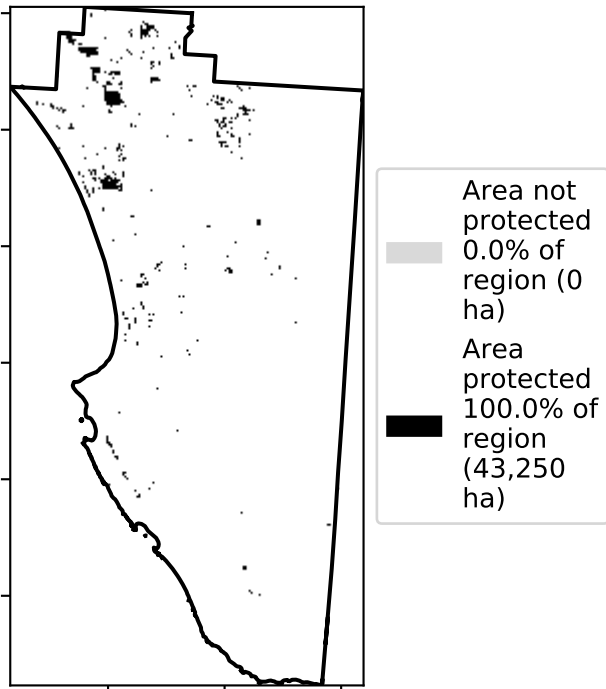 Area not
protected
0.0% of
region (0
ha)
Area
protected
100.0% of
region
(43,250
ha)